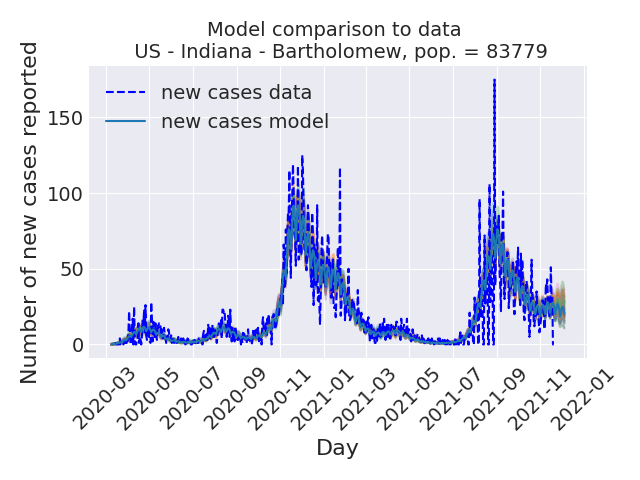 Model comparison to data
US - Indiana - Bartholomew, pop. = 83779
Number of new cases reported
new cases data
new cases model
150
100
50
0
2020-03
2020-05
2020-07
2020-09
2020-11
2021-01
2021-03
2021-05
2021-07
2021-09
2021-11
2022-01
Day